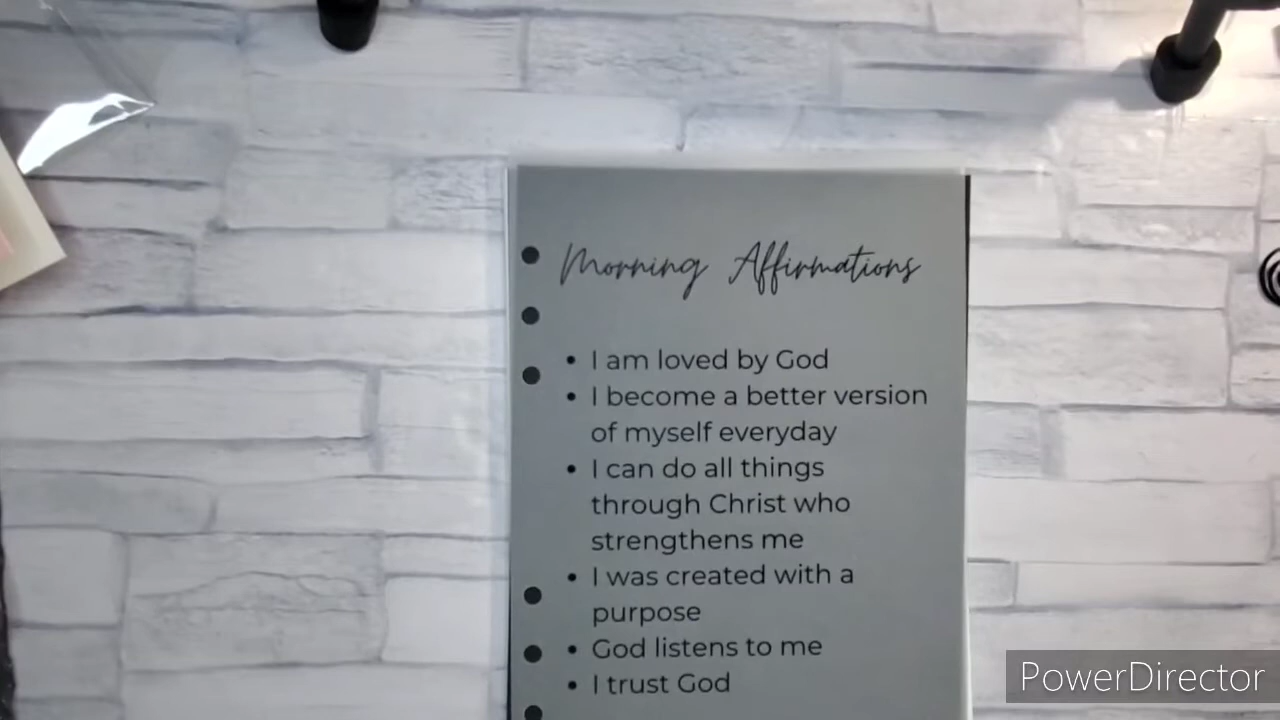 Morning Affirmations
• I am loved by God
• I become a better version
of myself everyday
• I can do all things
through Christ who
strengthens me
• I was created with a
purpose
• God listens to me
• I trust God
PowerDirector